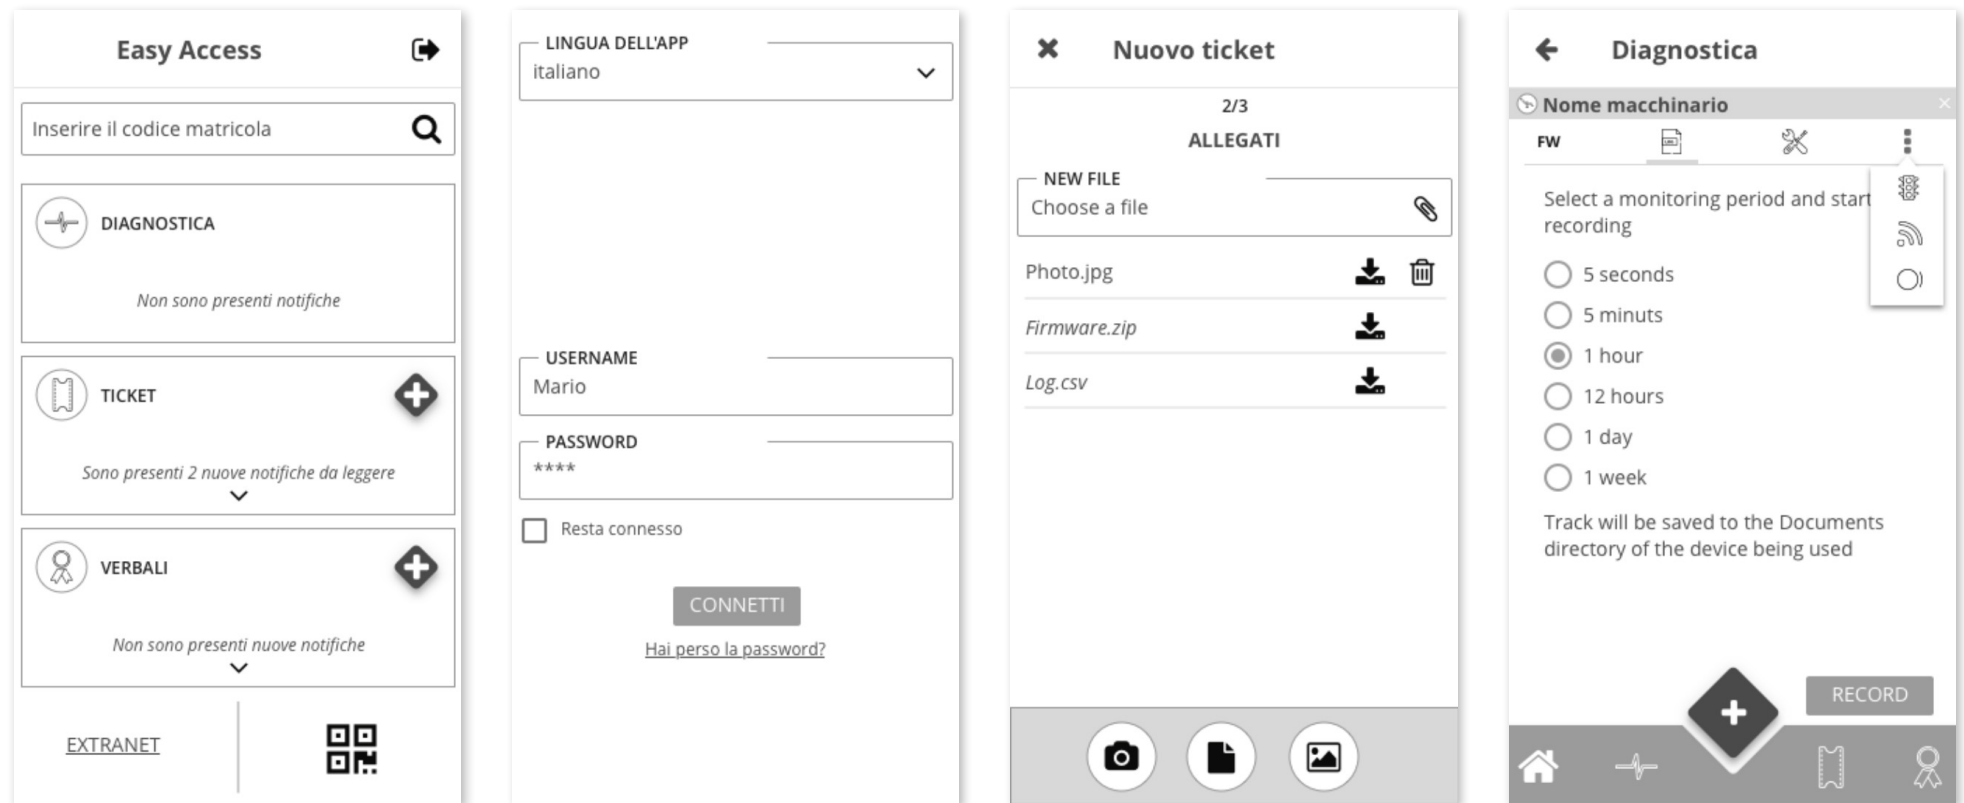 Easy Access
Inserire il codice matricola
DIAGNOSTICA
Non sono presenti notifiche
TICKET
Sono presenti 2 nuove notifiche da leggere
VERBALI
Non sono presenti nuove notifiche
EXTRANET
LINGUA DELL'APP
italiano
USERNAME
Mario
PASSWORD
****
Resta connesso
CONNETTI
Hai perso la password?
Nuovo ticket
2/3
ALLEGATI
NEW FILE
Choose a file
Photo.jpg
Firmware.zip
Log.csv
Diagnostica
Nome macchinario
FW
Select a monitoring period and start
recording
5 seconds
5 minuts
1 hour
12 hours
1 day
1 week
Track will be saved to the Documents
directory of the device being used
RECORD